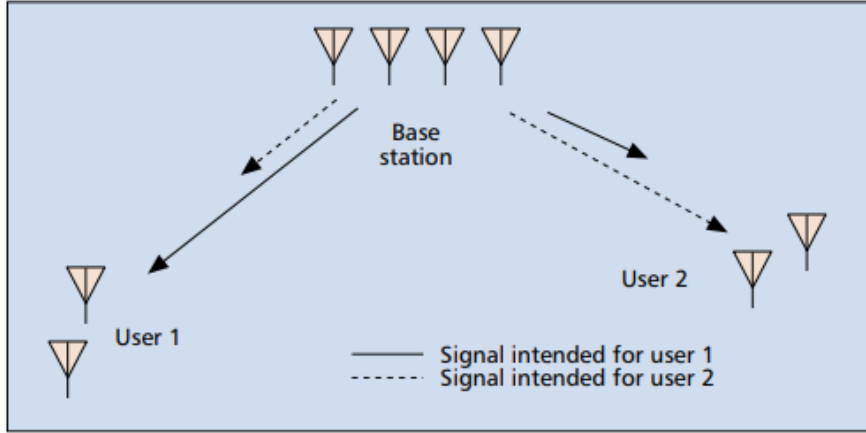 Base
station
User 2
User 1
Signal intended for user 1
Signal intended for user 2